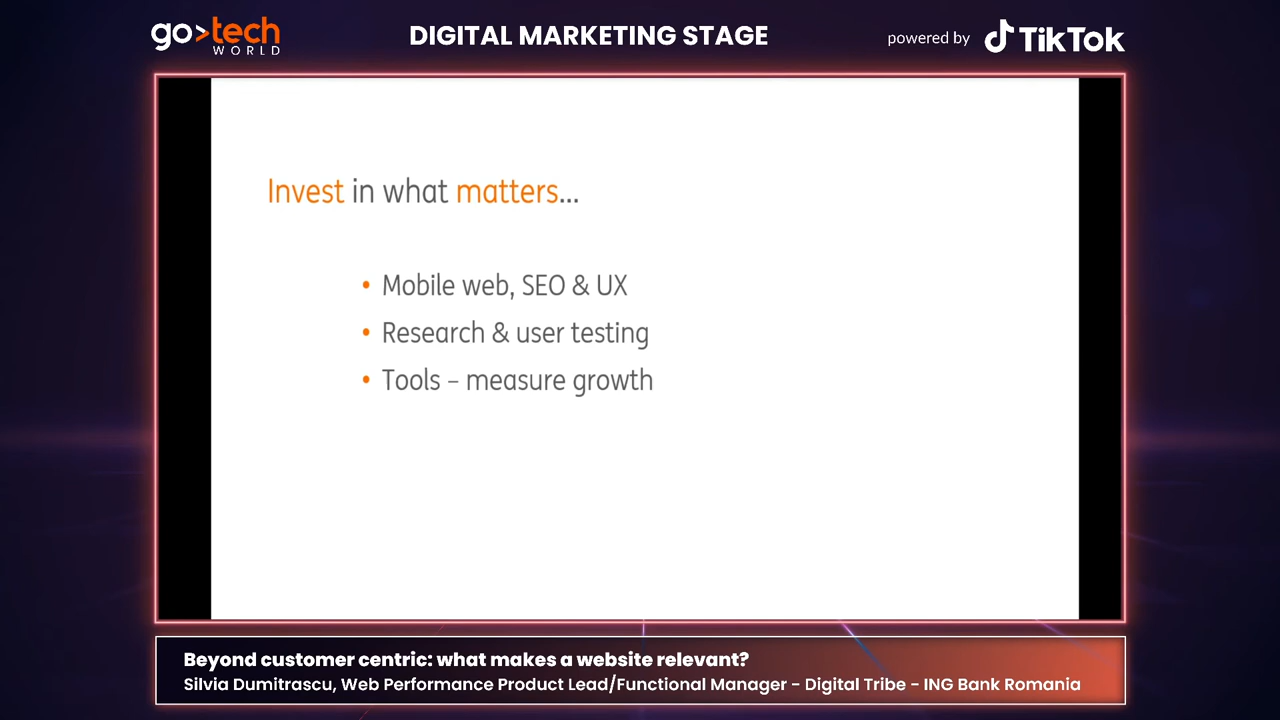 go>tech
WORLD
DIGITAL MARKETING STAGE
powered by
TikTok
Invest in what matters...
• Mobile web, SEO & UX
• Research & user testing
• Tools – measure growth
Beyond customer centric: what makes a website relevant?
Silvia Dumitrascu, Web Performance Product Lead/Functional Manager – Digital Tribe – ING Bank Romania